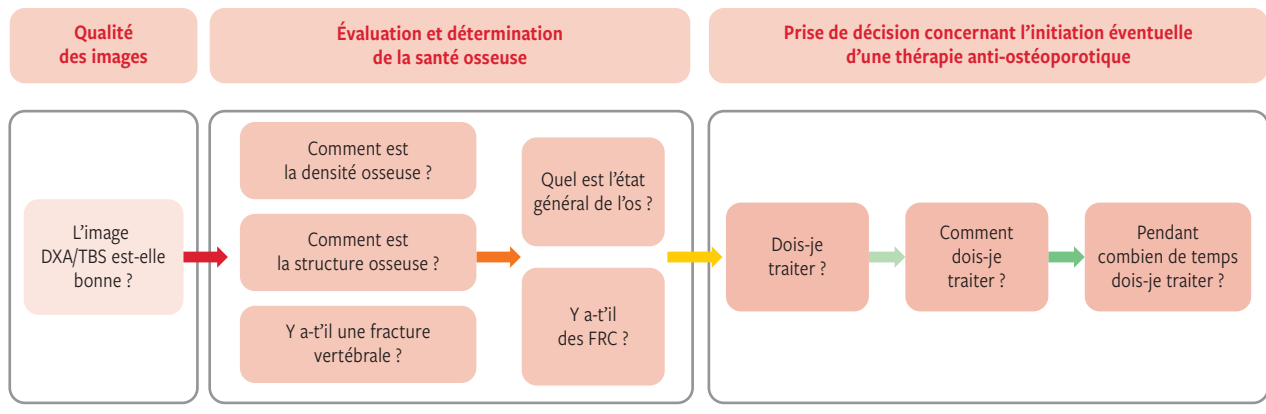 Qualité
des images
Évaluation et détermination
de la santé osseuse
Prise de décision concernant l’initiation éventuelle
d’une thérapie anti-ostéoporotique
L’image
DXA/TBS est-elle
bonne ?
Comment est
la densité osseuse ?
Comment est
la structure osseuse ?
Y a-t’il une fracture
vertébrale ?
Quel est l’état
général de l’os ?
Y a-t’il
des FRC ?
Dois-je
traiter ?
Comment
dois-je
traiter ?
Pendant
combien de temps
dois-je traiter ?